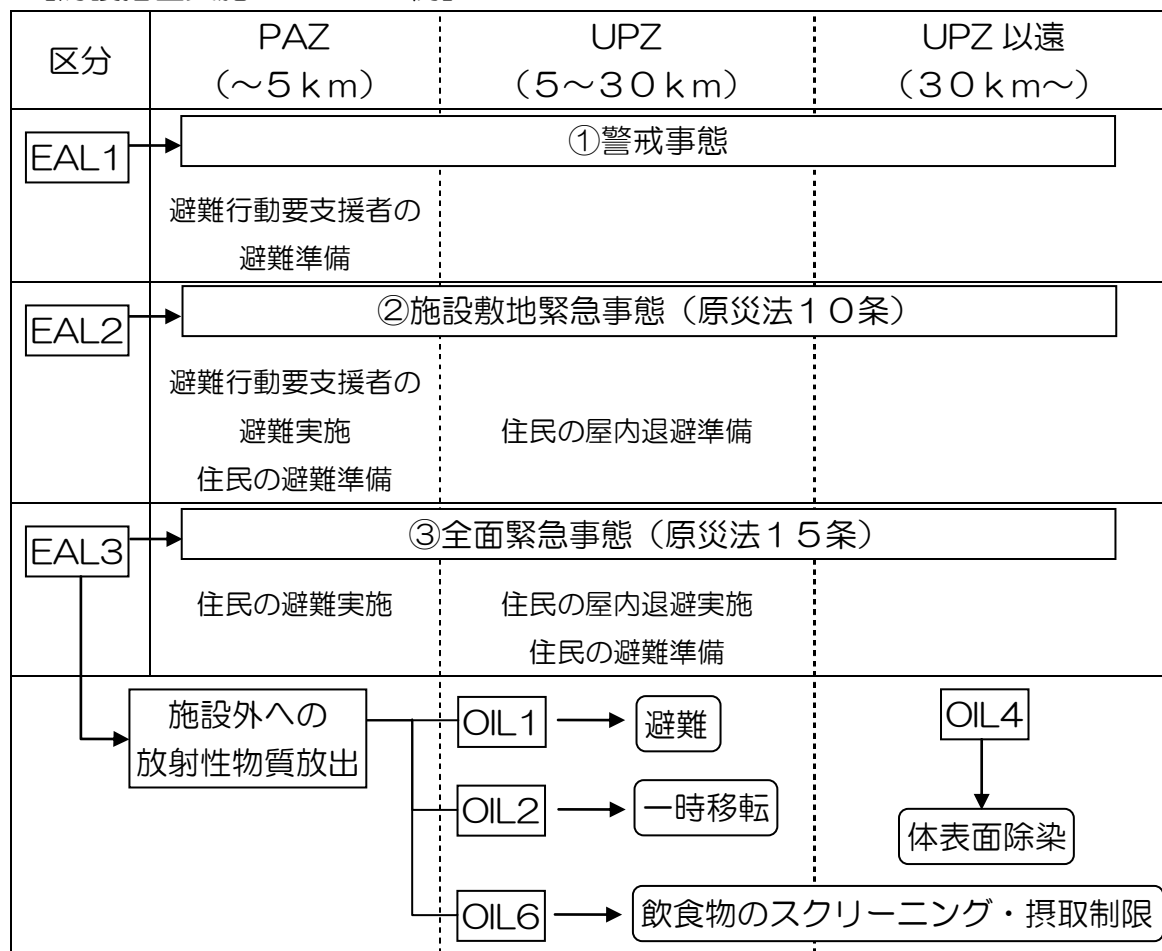 区分
PAZ
（～5km）
UPZ
（5～30km）
UPZ 以遠
（30km～）
EAL1
①警戒事態
避難行動要支援者の
避難準備
EAL2
②施設敷地緊急事態（原災法１０条）
避難行動要支援者の
避難実施
住民の避難準備
住民の屋内退避準備
EAL3
③全面緊急事態（原災法１５条）
住民の避難実施
住民の屋内退避実施
住民の避難準備
施設外への
放射性物質放出
OIL1
避難
OIL2
一時移転
OIL6
飲食物のスクリーニング・摂取制限
OIL4
体表面除染